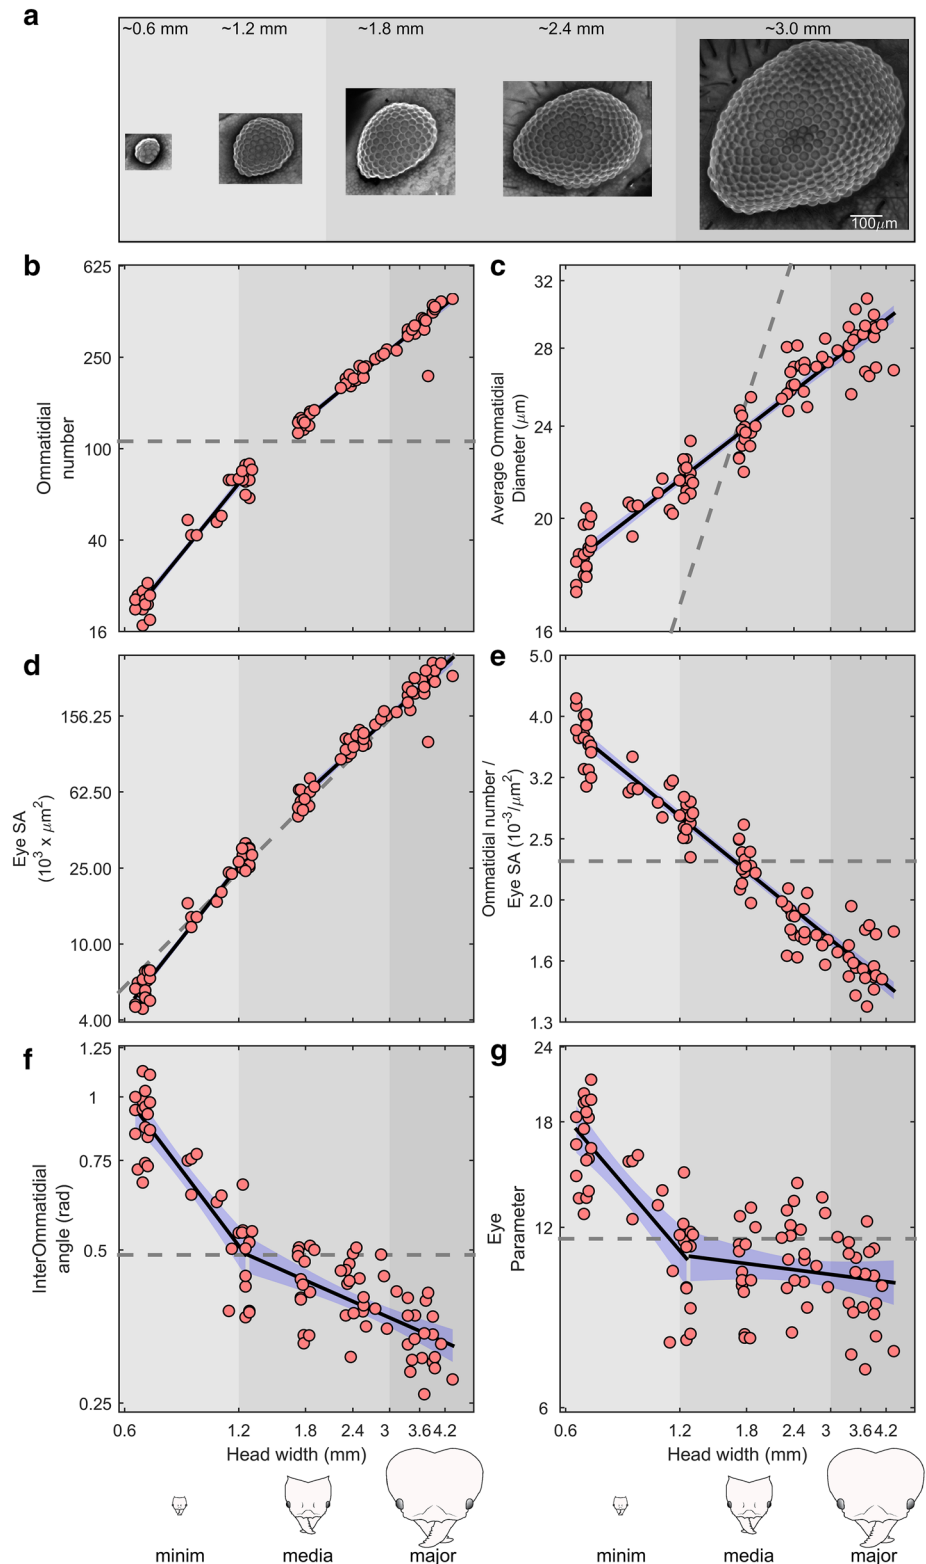 a
~0.6 mm ~1.2 mm ~1.8 mm ~2.4 mm ~3.0 mm
100μm
b
Ommatidial
number
625
250
100
40
16
c
Average Ommatidial
Diameter (μm)
32
28
24
20
16
d
Eye SA
(10³ x μm²)
156.25
62.50
25.00
10.00
4.00
e
Ommatidial number /
Eye SA (10⁻³/μm²)
5.0
4.0
3.2
2.5
2.0
1.6
1.3
f
InterOmmatidial
angle (rad)
1.25
1
0.75
0.5
0.25
0.6 1.2 1.8 2.4 3 3.6 4.2
Head width (mm)
minim media major
g
Eye
Parameter
24
18
12
6
0.6 1.2 1.8 2.4 3 3.6 4.2
Head width (mm)
minim media major